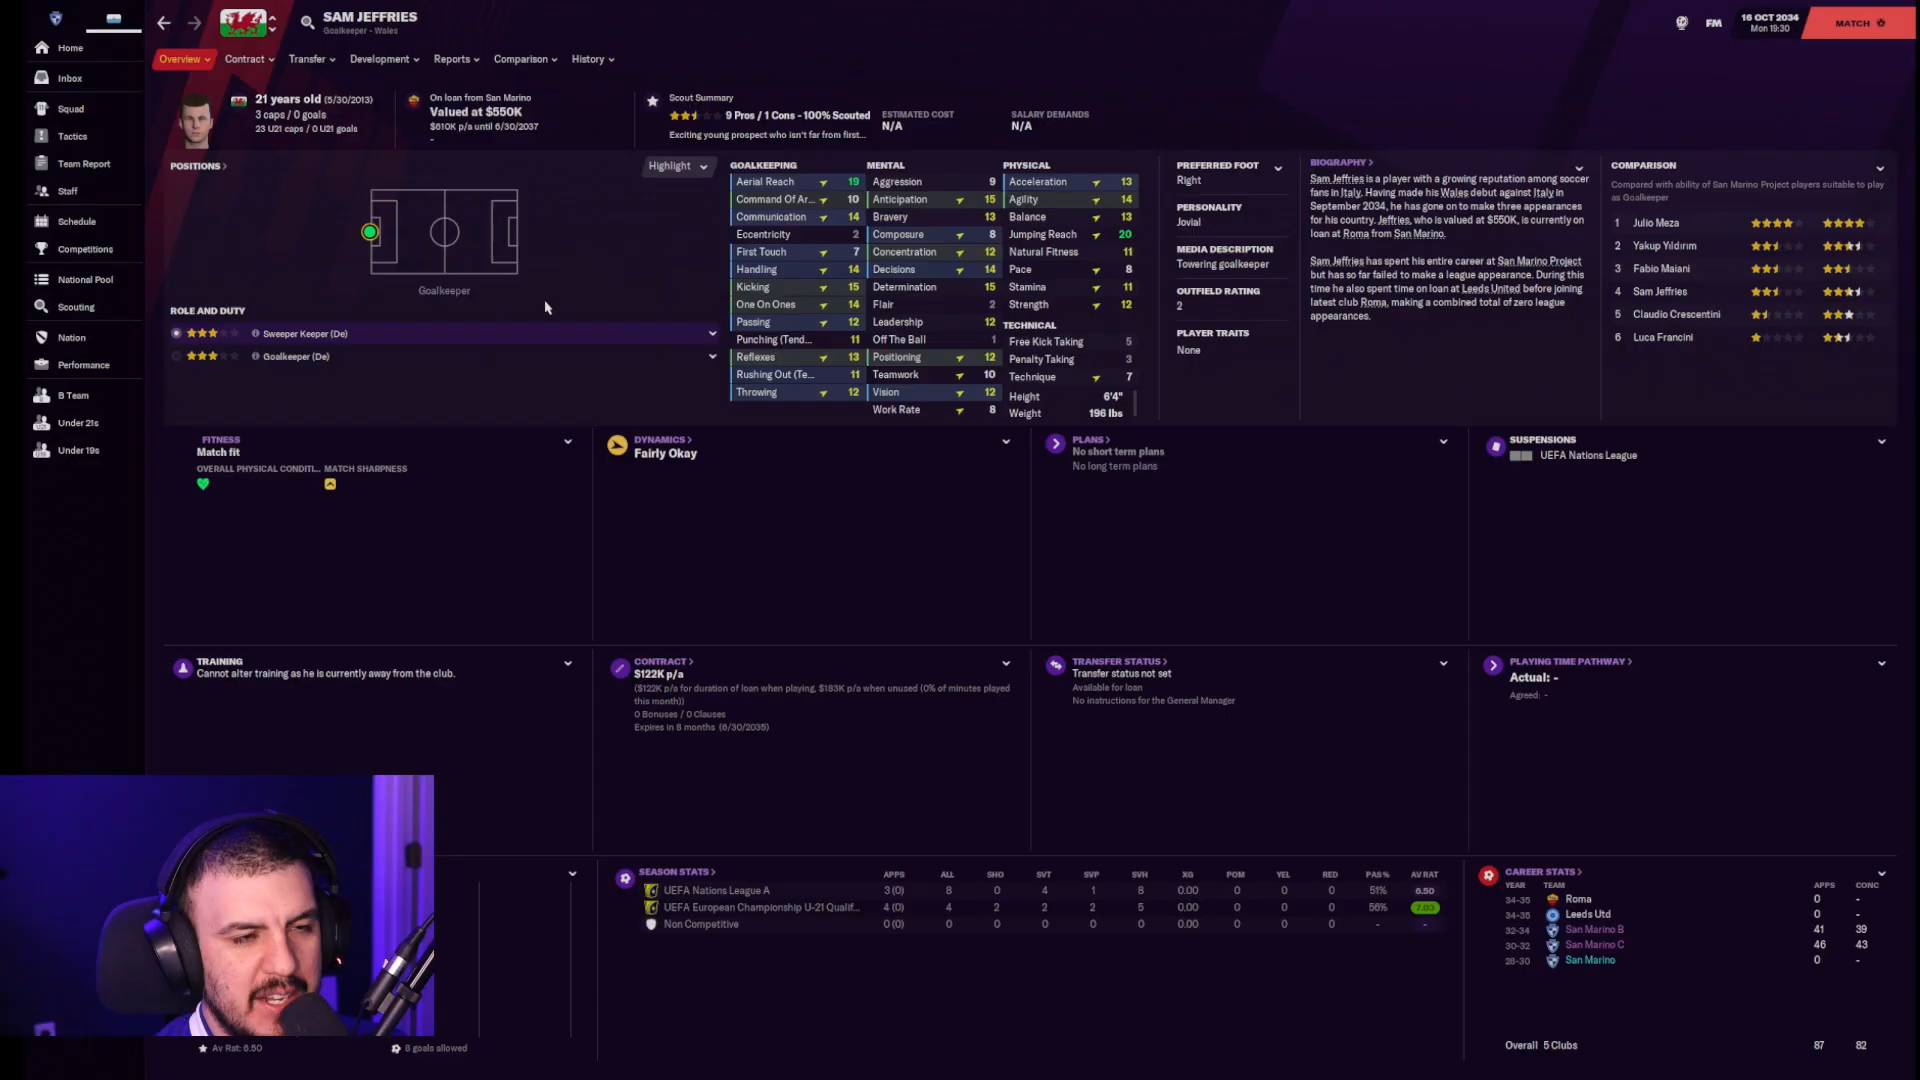 SAM JEFFRIES
Goalkeeper - Wales
FM
16 OCT 2034
Mon 19:30
MATCH
Home
Inbox
Squad
Tactics
Team Report
Staff
Schedule
Competitions
National Pool
Scouting
Nation
Performance
B Team
Under 21s
Under 19s
Overview
Contract
Transfer
Development
Reports
Comparison
History
21 years old (5/30/2013)
3 caps / 0 goals
23 U21 caps / 0 U21 goals
On loan from San Marino
Valued at $550K
$610K p/a until 6/30/2037
-
Scout Summary
9 Pros / 1 Cons - 100% Scouted
Exciting young prospect who isn't far from first...
ESTIMATED COST
N/A
SALARY DEMANDS
N/A
POSITIONS >
Highlight
Goalkeeper
ROLE AND DUTY
Sweeper Keeper (De)
Goalkeeper (De)
GOALKEEPING
Aerial Reach 19
Command Of Ar... 10
Communication 14
Eccentricity 2
First Touch 7
Handling 14
Kicking 15
One On Ones 14
Passing 12
Punching (Tend... 11
Reflexes 13
Rushing Out (Te... 11
Throwing 12
MENTAL
Aggression 9
Anticipation 15
Bravery 13
Composure 8
Concentration 12
Decisions 14
Determination 15
Flair 2
Leadership 12
Off The Ball 1
Positioning 12
Teamwork 10
Vision 12
Work Rate 8
PHYSICAL
Acceleration 13
Agility 14
Balance 13
Jumping Reach 20
Natural Fitness 11
Pace 8
Stamina 11
Strength 12
TECHNICAL
Free Kick Taking 5
Penalty Taking 3
Technique 7
Height 6'4"
Weight 196 lbs
PREFERRED FOOT
Right
PERSONALITY
Jovial
MEDIA DESCRIPTION
Towering goalkeeper
OUTFIELD RATING
2
PLAYER TRAITS
None
BIOGRAPHY >
Sam Jeffries is a player with a growing reputation among soccer
fans in Italy. Having made his Wales debut against Italy in
September 2034, he has gone on to make three appearances
for his country. Jeffries, who is valued at $550K, is currently on
loan at Roma from San Marino.
Sam Jeffries has spent his entire career at San Marino Project
but has so far failed to make a league appearance. During this
time he also spent time on loan at Leeds United before joining
latest club Roma, making a combined total of zero league
appearances.
COMPARISON
Compared with ability of San Marino Project players suitable to play
as Goalkeeper
1 Julio Meza
2 Yakup Yıldırım
3 Fabio Maiani
4 Sam Jeffries
5 Claudio Crescentini
6 Luca Francini
FITNESS
Match fit
OVERALL PHYSICAL CONDITI... MATCH SHARPNESS
DYNAMICS >
Fairly Okay
PLANS >
No short term plans
No long term plans
SUSPENSIONS
UEFA Nations League
TRAINING
Cannot alter training as he is currently away from the club.
CONTRACT >
$122K p/a
($122K p/a for duration of loan when playing, $183K p/a when unused (0% of minutes played
this month))
0 Bonuses / 0 Clauses
Expires in 8 months (6/30/2035)
TRANSFER STATUS >
Transfer status not set
Available for loan
No instructions for the General Manager
PLAYING TIME PATHWAY >
Actual: -
Agreed: -
Av Rat: 6.50
8 goals allowed
SEASON STATS > APPS ALL SHO SVT SVP SVH XG POM YEL RED PAS% AV RAT
UEFA Nations League A 3 (0) 8 0 4 1 8 0.00 0 0 0 51% 6.50
UEFA European Championship U-21 Qualif... 4 (0) 4 2 2 2 5 0.00 0 0 0 56% 7.03
Non Competitive 0 (0) 0 0 0 0 0 0.00 0 0 0 - -
CAREER STATS >
YEAR TEAM APPS CONC
34-35 Roma 0 -
34-35 Leeds Utd 0 -
32-34 San Marino B 41 39
30-32 San Marino C 46 43
28-30 San Marino 0 -
Overall 5 Clubs 87 82